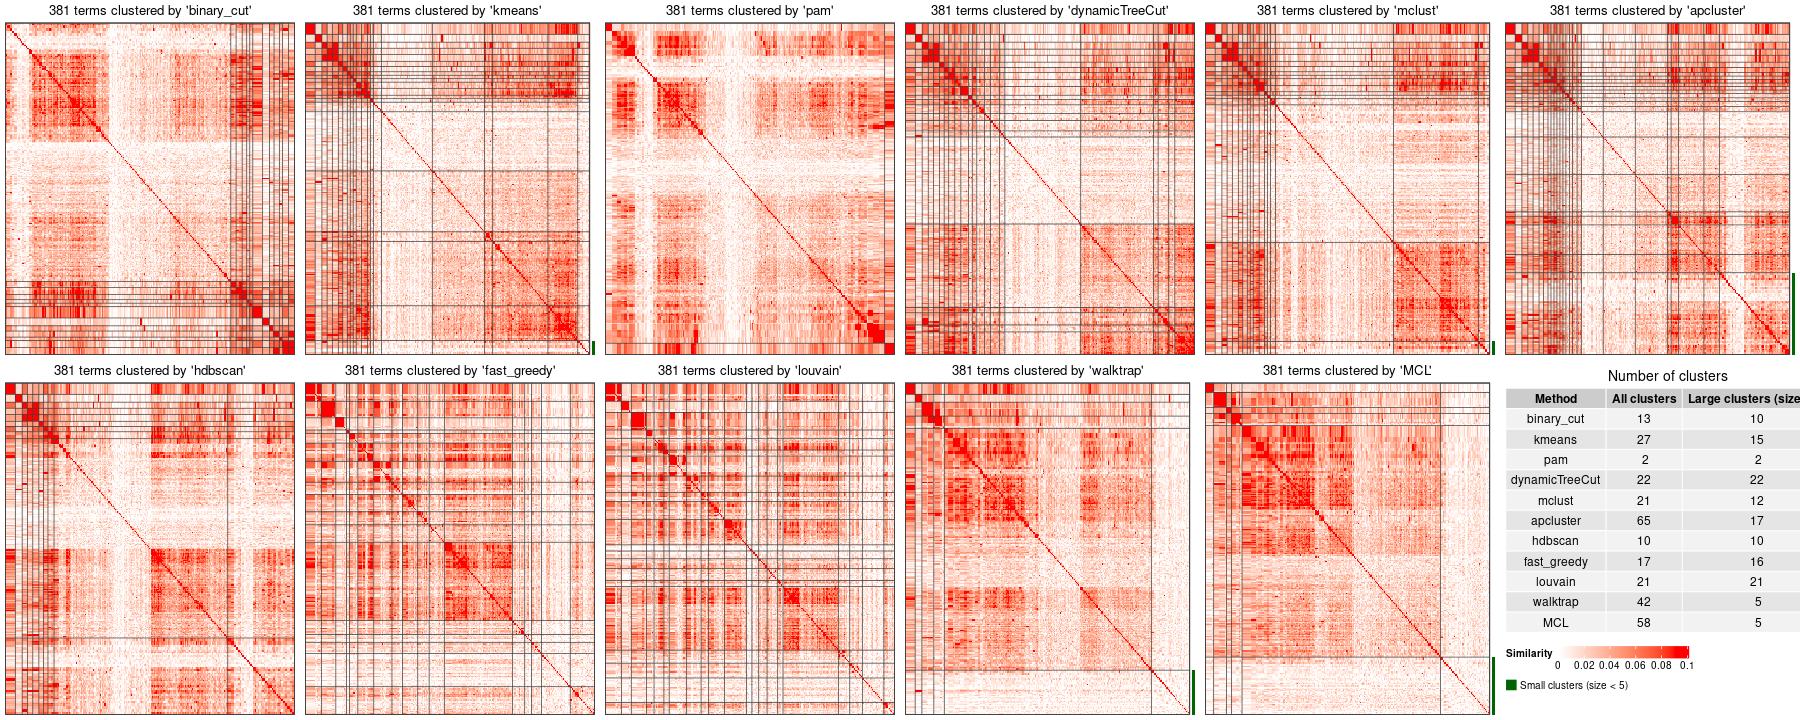 381 terms clustered by 'binary_cut'
381 terms clustered by 'kmeans'
381 terms clustered by 'pam'
381 terms clustered by 'dynamicTreeCut'
381 terms clustered by 'mclust'
381 terms clustered by 'apcluster'
381 terms clustered by 'hdbscan'
381 terms clustered by 'fast_greedy'
381 terms clustered by 'louvain'
381 terms clustered by 'walktrap'
381 terms clustered by 'MCL'
Number of clusters
Method All clusters Large clusters (size
binary_cut 13 10
kmeans 27 15
pam 2 2
dynamicTreeCut 22 22
mclust 21 12
apcluster 65 17
hdbscan 10 10
fast_greedy 17 16
louvain 21 21
walktrap 42 5
MCL 58 5
Similarity
0 0.02 0.04 0.06 0.08 0.1
Small clusters (size < 5)